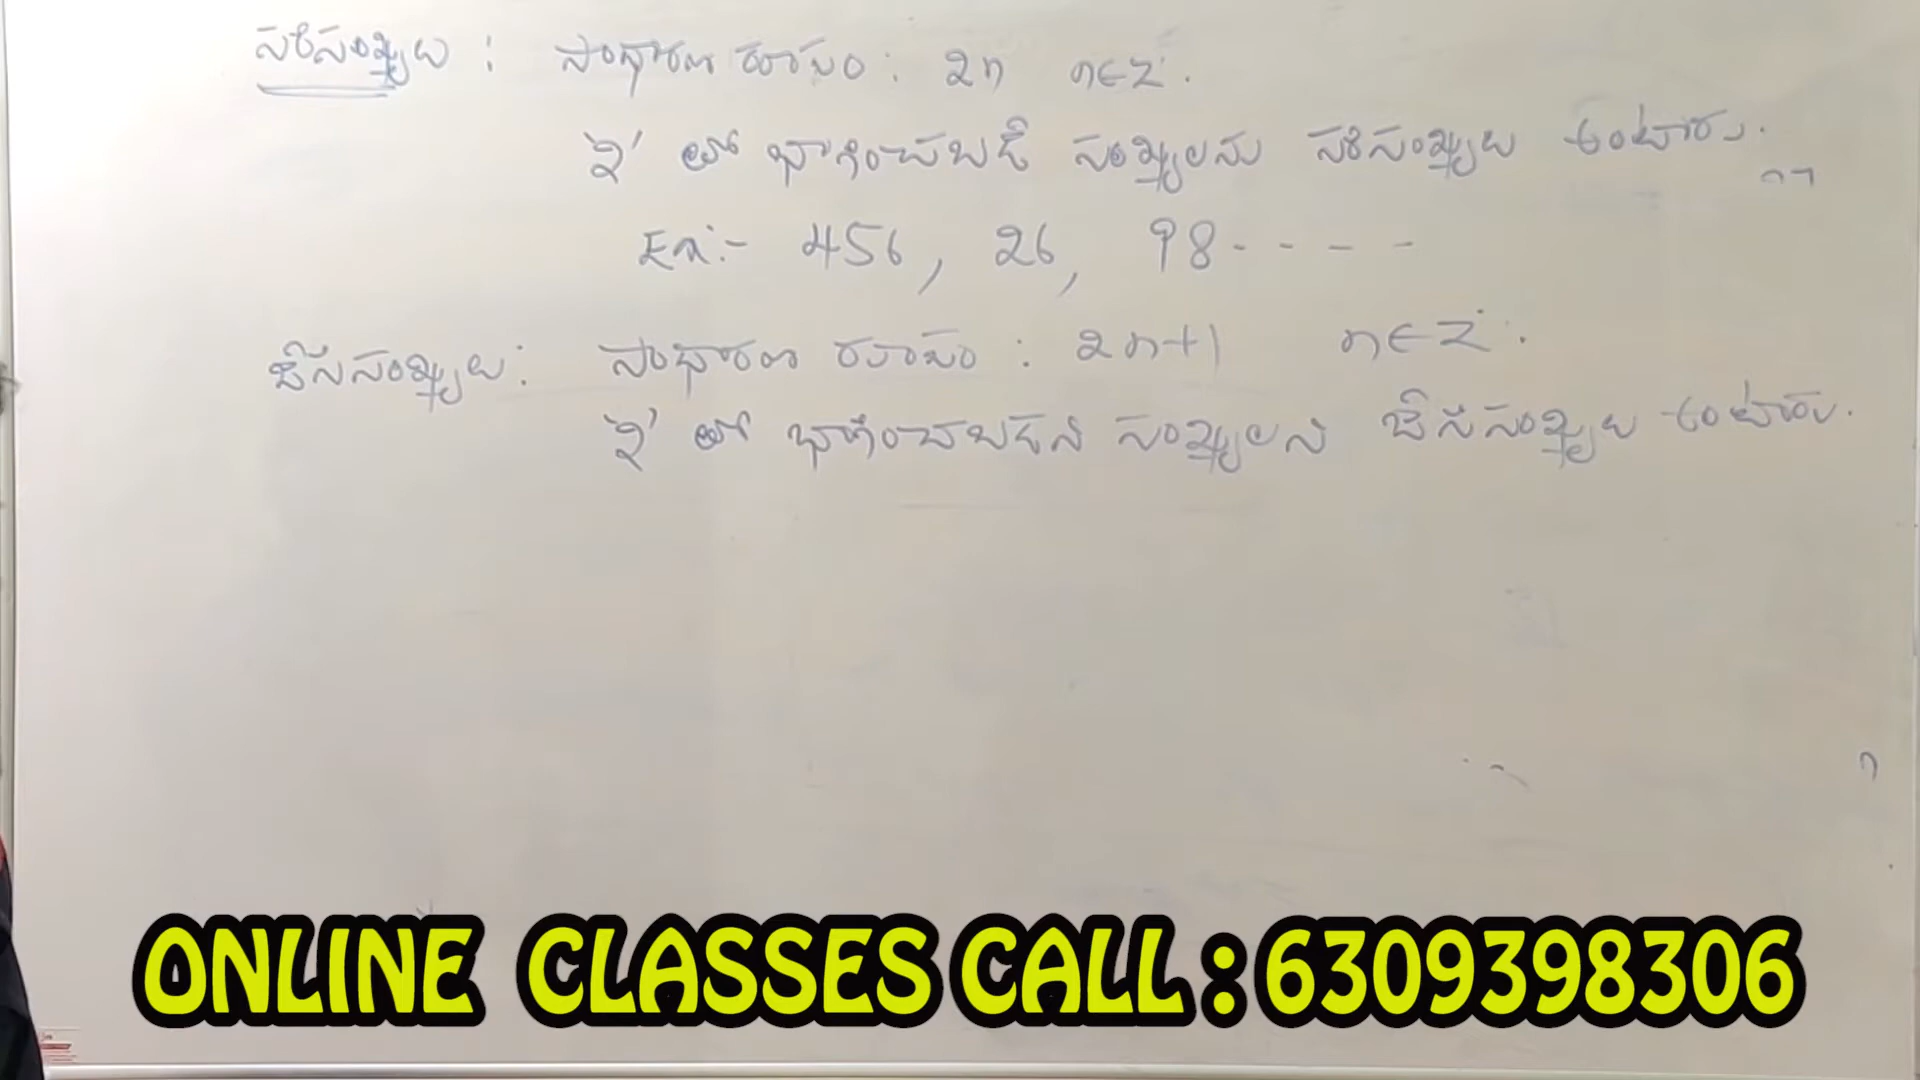 సరిసంఖ్యలు : సాధారణ రూపం : 2n n∈Z.
'2' లో భాగించబడే సంఖ్యలను సరిసంఖ్యలు అంటారు.
Ex:- 456, 26, 98----
బేసిసంఖ్యలు: సాధారణ రూపం : 2n+1 n∈Z.
'2' లో భాగించబడని సంఖ్యలని బేసిసంఖ్యలు అంటారు.
ONLINE CLASSES CALL : 6309398306